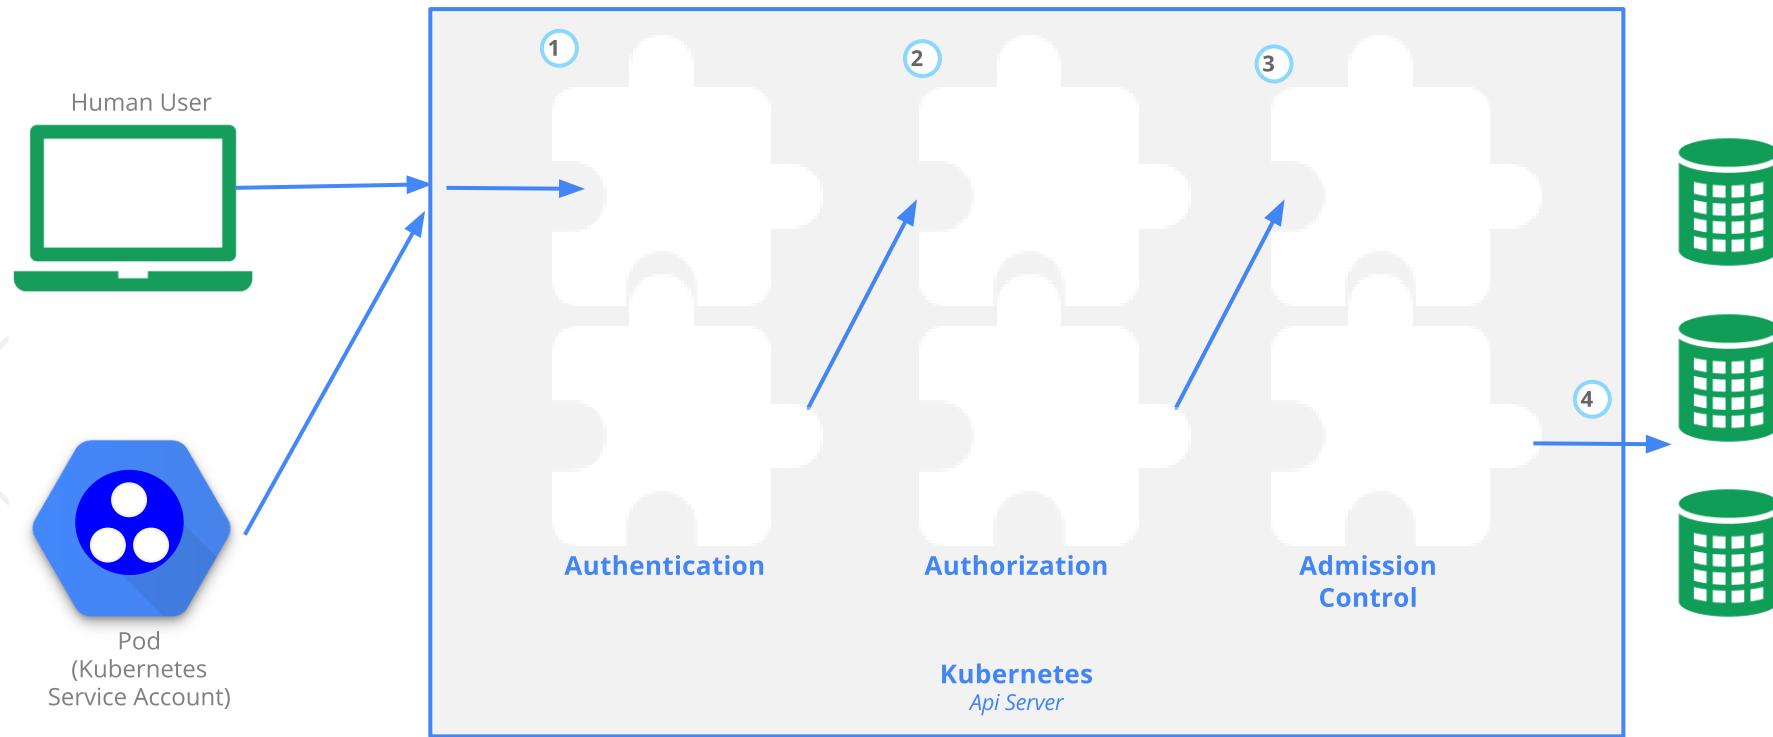 Human User
Pod
(Kubernetes
Service Account)
1
2
3
4
Authentication
Authorization
Admission
Control
Kubernetes
Api Server